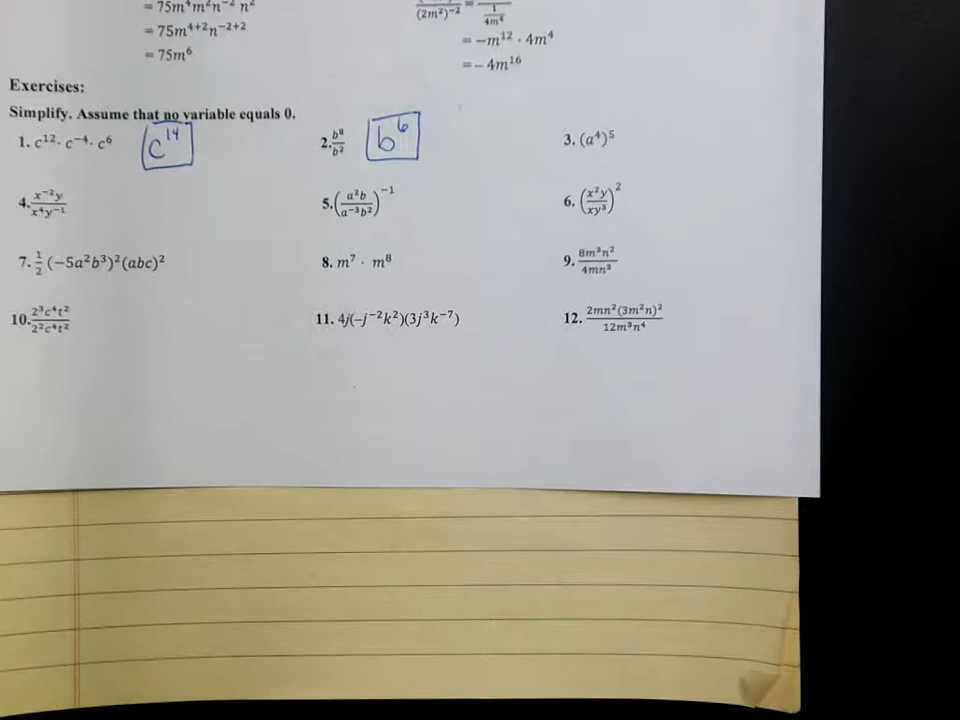 = 75m⁴m²n⁻² n²
= 75m⁴⁺²n⁻²⁺²
= 75m⁶
(2m²)⁻² = 1/4m⁴
= −m¹² · 4m⁴
= − 4m¹⁶
Exercises:
Simplify. Assume that no variable equals 0.
1. c¹² · c⁻⁴ · c⁶ c¹⁴ 2. b⁸/b² b⁶ 3. (a⁴)⁵
4. x⁻²y/x⁴y⁻¹ 5. (a²b/a⁻³b²)⁻¹ 6. (x²y/xy³)²
7. 1/2 (−5a²b³)²(abc)² 8. m⁷ · m⁸ 9. 8m³n²/4mn³
10. 2³c⁴t²/2²c⁴t² 11. 4j(−j⁻²k²)(3j³k⁻⁷) 12. 2mn²(3m²n)²/12m³n⁴